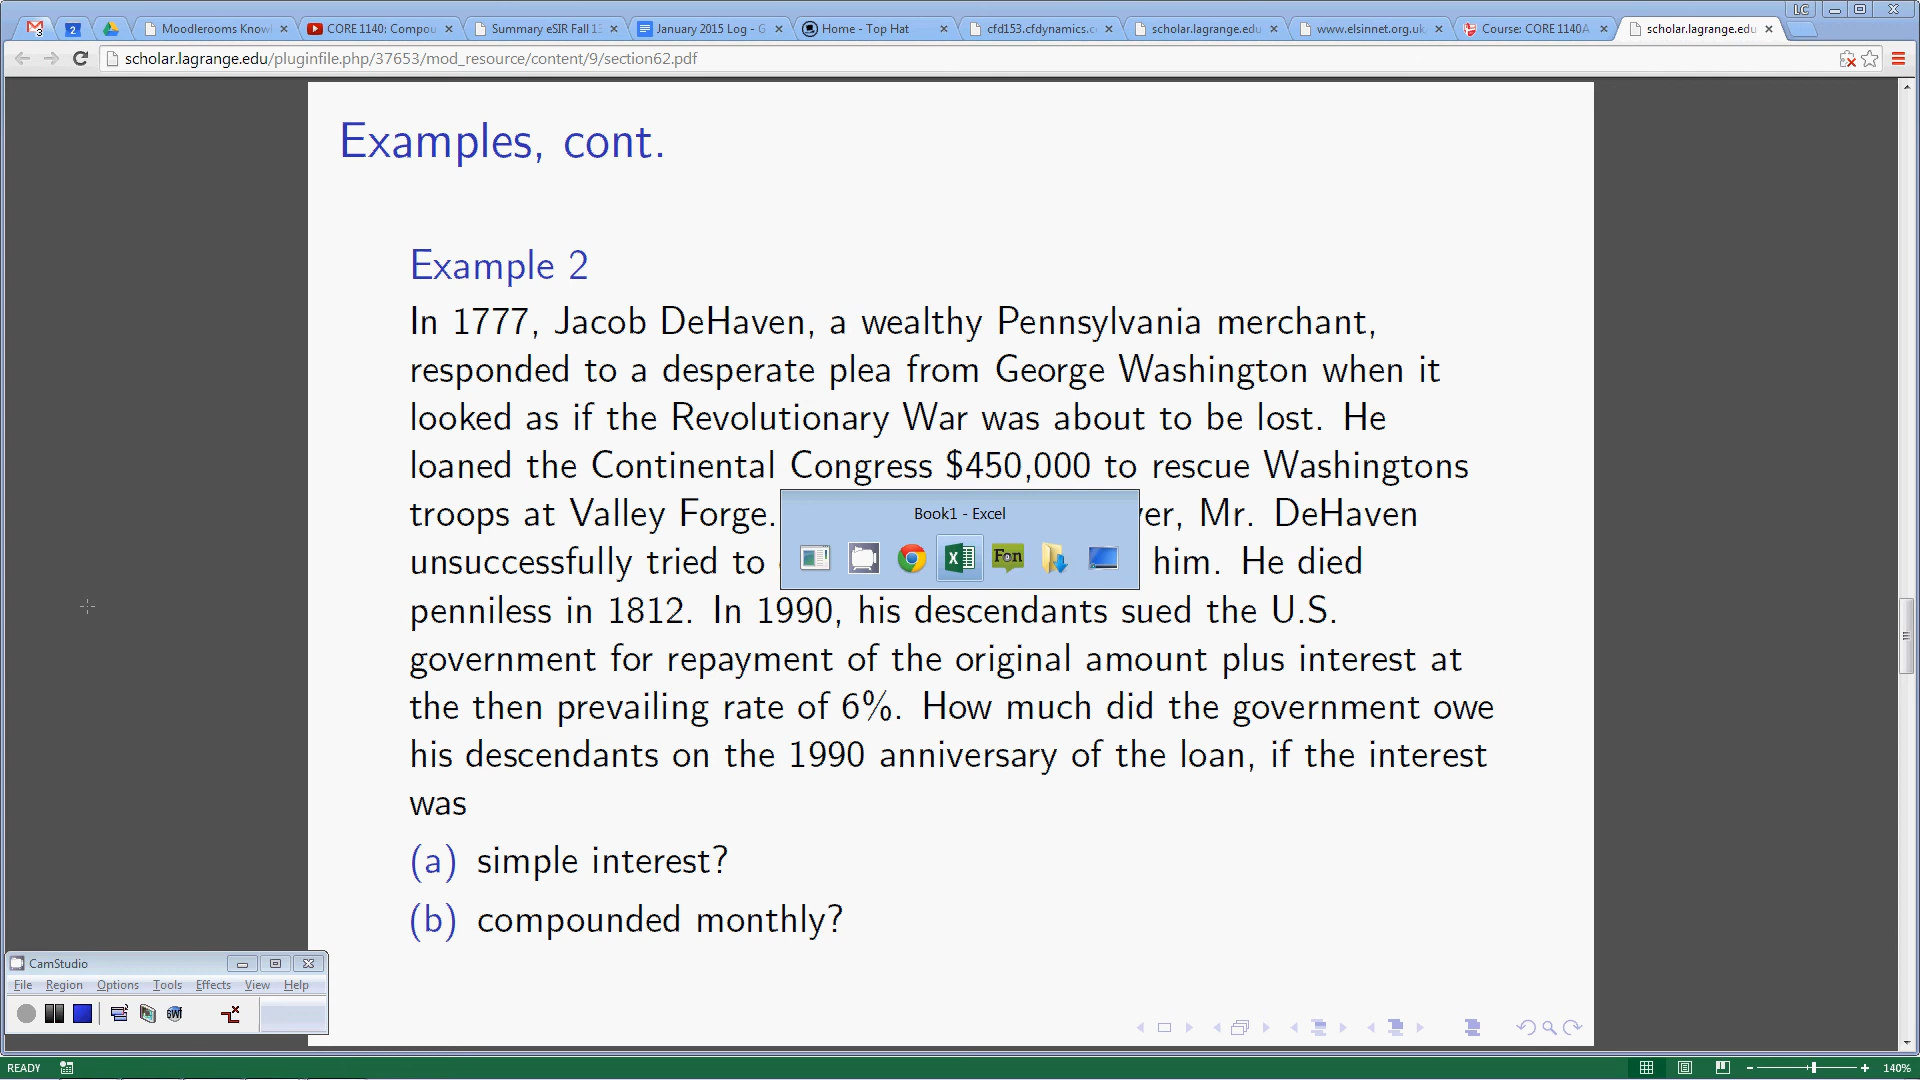 LC
3
2
Moodlerooms Know
CORE 1140: Compou
Summary eSIR Fall 13
January 2015 Log - G
Home - Top Hat
cfd153.cfdynamics.c
scholar.lagrange.edu
www.elsinnet.org.uk
Course: CORE 1140A
scholar.lagrange.edu
scholar.lagrange.edu/pluginfile.php/37653/mod_resource/content/9/section62.pdf
Examples, cont.
Example 2
In 1777, Jacob DeHaven, a wealthy Pennsylvania merchant,
responded to a desperate plea from George Washington when it
looked as if the Revolutionary War was about to be lost. He
loaned the Continental Congress $450,000 to rescue Washingtons
troops at Valley Forge. er, Mr. DeHaven
Book1 - Excel
unsuccessfully tried to him. He died
Fon
penniless in 1812. In 1990, his descendants sued the U.S.
government for repayment of the original amount plus interest at
the then prevailing rate of 6%. How much did the government owe
his descendants on the 1990 anniversary of the loan, if the interest
was
(a) simple interest?
(b) compounded monthly?
CamStudio
File Region Options Tools Effects View Help
READY
140%